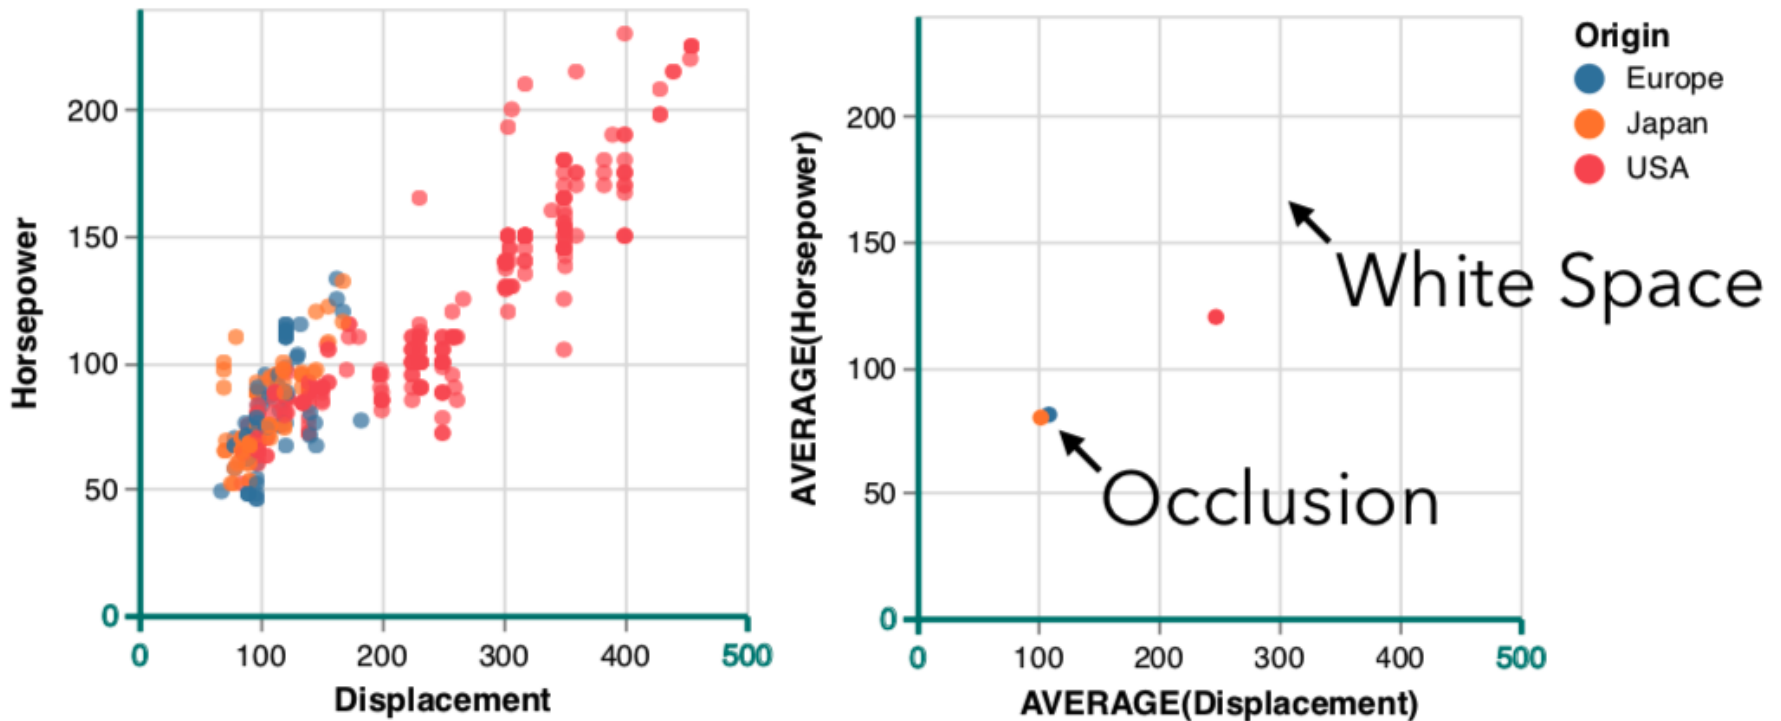 Horsepower
200
150
100
50
0
0 100 200 300 400 500
Displacement
AVERAGE(Horsepower)
200
150
100
50
0
0 100 200 300 400 500
AVERAGE(Displacement)
White Space
Occlusion
Origin
Europe
Japan
USA